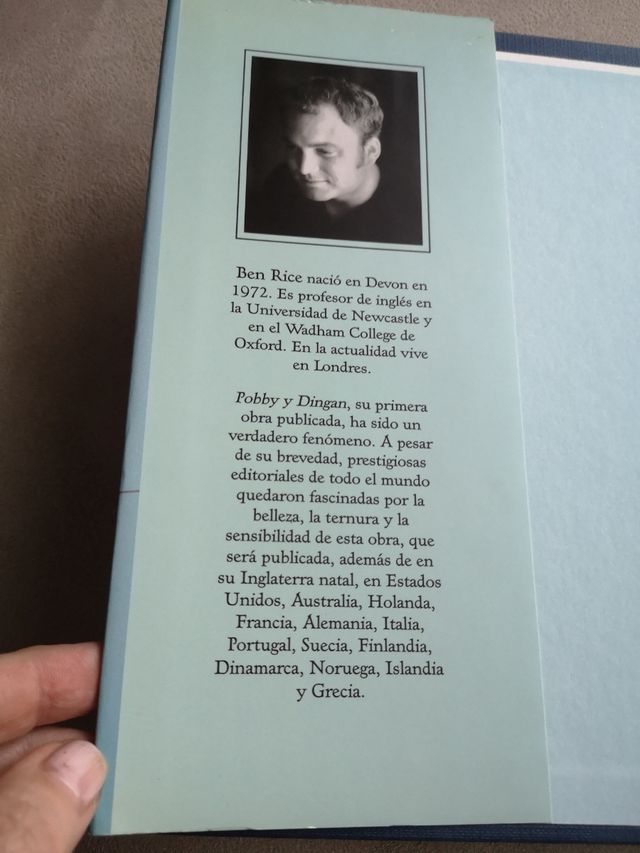 Ben Rice nació en Devon en
1972. Es profesor de inglés en
la Universidad de Newcastle y
en el Wadham College de
Oxford. En la actualidad vive
en Londres.
Pobby y Dingan, su primera
obra publicada, ha sido un
verdadero fenómeno. A pesar
de su brevedad, prestigiosas
editoriales de todo el mundo
quedaron fascinadas por la
belleza, la ternura y la
sensibilidad de esta obra, que
será publicada, además de en
su Inglaterra natal, en Estados
Unidos, Australia, Holanda,
Francia, Alemania, Italia,
Portugal, Suecia, Finlandia,
Dinamarca, Noruega, Islandia
y Grecia.